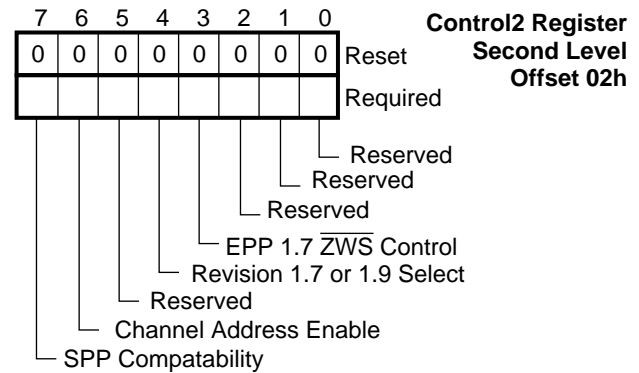 7 6 5 4 3 2 1 0
Control2 Register
Second Level
Offset 02h
0 0 0 0 0 0 0 0 Reset
Required
Reserved
Reserved
Reserved
EPP 1.7 Z̅W̅S̅ Control
Revision 1.7 or 1.9 Select
Reserved
Channel Address Enable
SPP Compatability